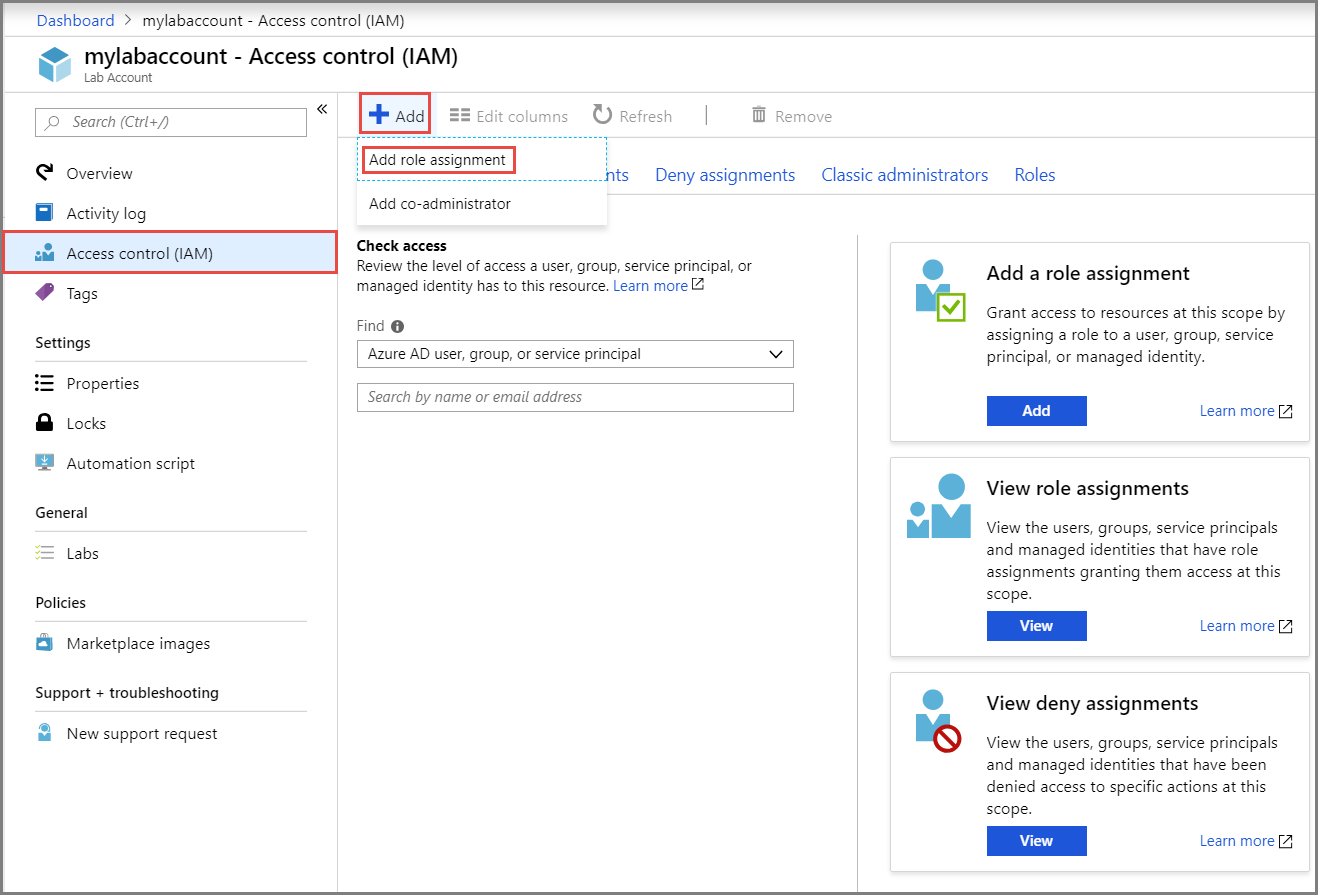 Dashboard > mylabaccount - Access control (IAM)
mylabaccount - Access control (IAM)
Lab Account
Search (Ctrl+/)
«
Overview
Activity log
Access control (IAM)
Tags
Settings
Properties
Locks
Automation script
General
Labs
Policies
Marketplace images
Support + troubleshooting
New support request
Add
Edit columns
Refresh
Remove
Add role assignment
Add co-administrator
nts
Deny assignments
Classic administrators
Roles
Check access
Review the level of access a user, group, service principal, or
managed identity has to this resource. Learn more
Find
Azure AD user, group, or service principal
Search by name or email address
Add a role assignment
Grant access to resources at this scope by
assigning a role to a user, group, service
principal, or managed identity.
Add
Learn more
View role assignments
View the users, groups, service principals
and managed identities that have role
assignments granting them access at this
scope.
View
Learn more
View deny assignments
View the users, groups, service principals
and managed identities that have been
denied access to specific actions at this
scope.
View
Learn more